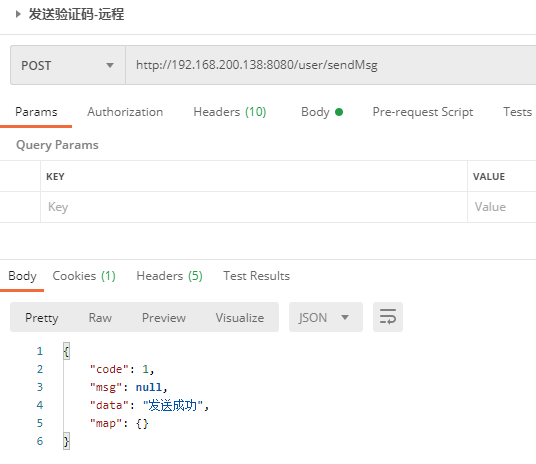 发送验证码-远程
POST http://192.168.200.138:8080/user/sendMsg
Params Authorization Headers (10) Body Pre-request Script Tests
Query Params
KEY VALUE
Key Value
Body Cookies (1) Headers (5) Test Results
Pretty Raw Preview Visualize JSON
1 {
2 "code": 1,
3 "msg": null,
4 "data": "发送成功",
5 "map": {}
6 }